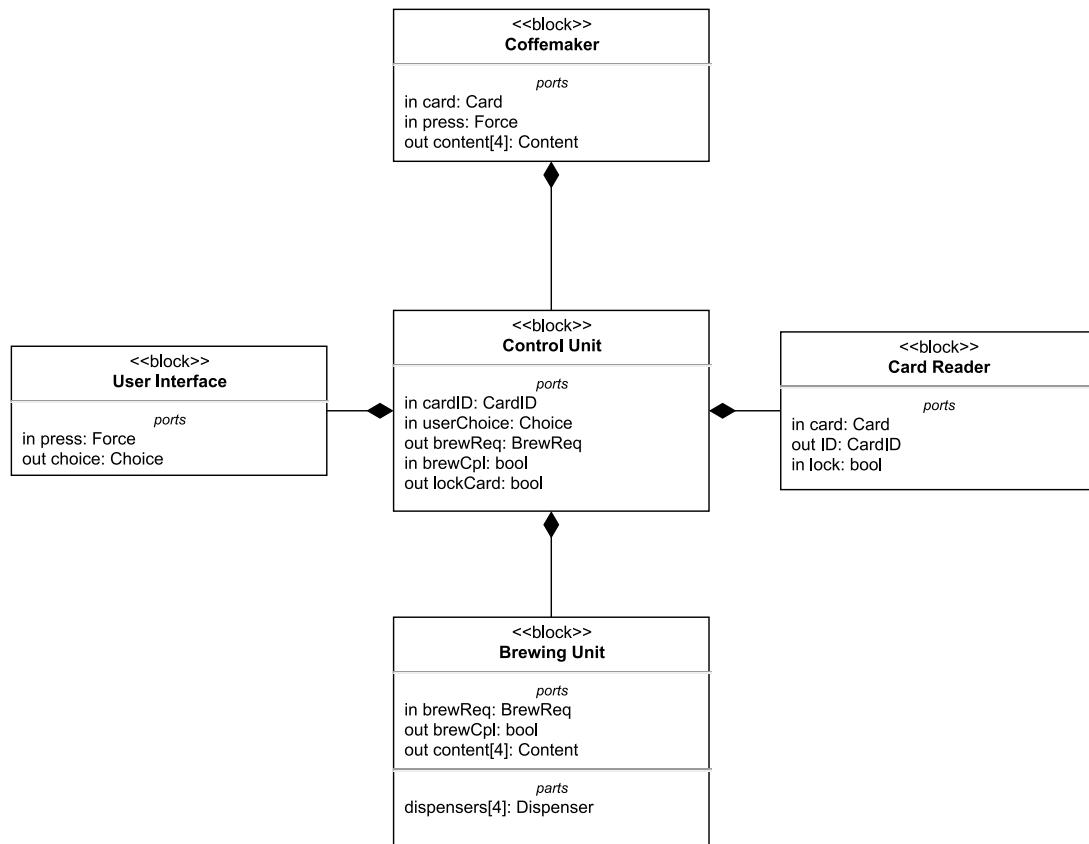 <<block>>
Coffemaker
ports
in card: Card
in press: Force
out content[4]: Content
<<block>>
User Interface
ports
in press: Force
out choice: Choice
<<block>>
Control Unit
ports
in cardID: CardID
in userChoice: Choice
out brewReq: BrewReq
in brewCpl: bool
out lockCard: bool
<<block>>
Card Reader
ports
in card: Card
out ID: CardID
in lock: bool
<<block>>
Brewing Unit
ports
in brewReq: BrewReq
out brewCpl: bool
out content[4]: Content
parts
dispensers[4]: Dispenser